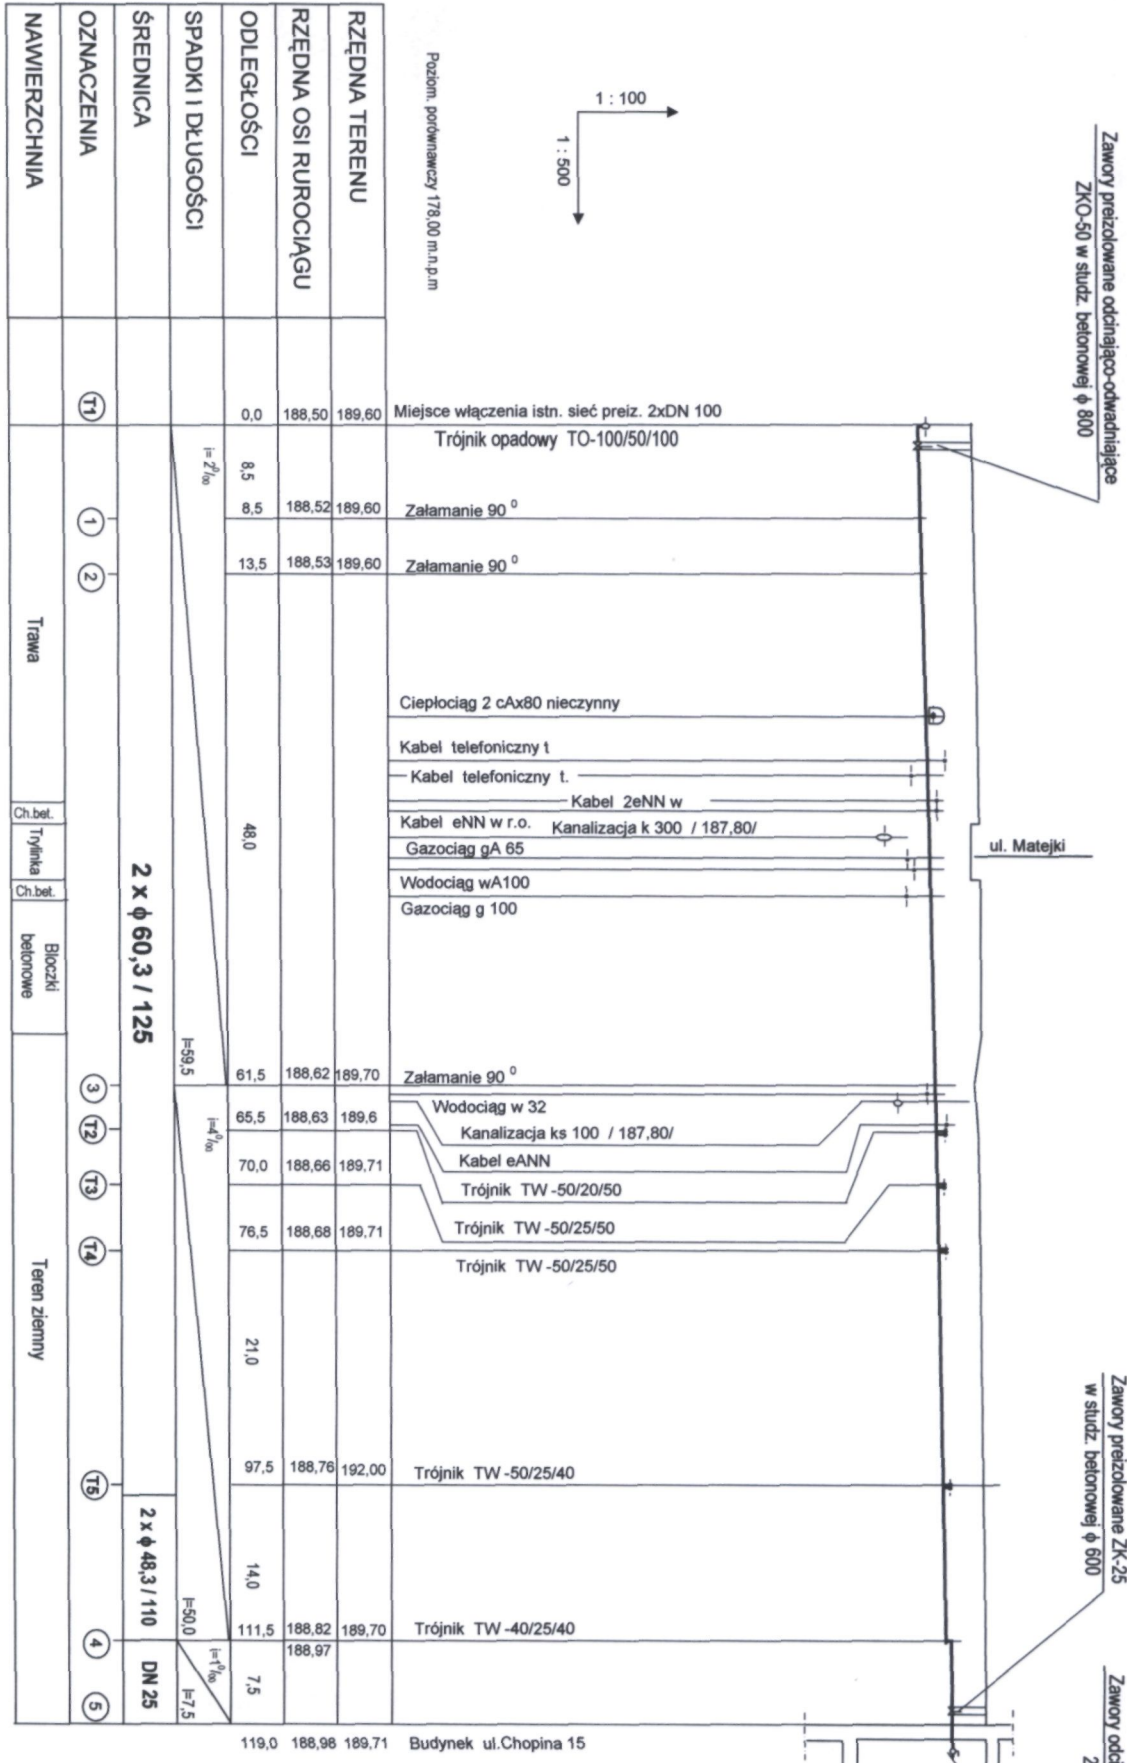 Zawory preizolowane odcinająco-odwadniające
ZKO-50 w studz. betonowej ϕ 800
1 : 100
1 : 500
Poziom. porównawczy 178,00 m.n.p.m
RZĘDNA TERENU
RZĘDNA OSI RUROCIĄGU
ODLEGŁOŚCI
SPADKI I DŁUGOŚCI
ŚREDNICA
OZNACZENIA
NAWIERZCHNIA
T1
0,0 188,50 189,60 Miejsce włączenia istn. sieć preiz. 2xDN 100
Trójnik opadowy TO-100/50/100
i= 2⁰/₀₀
8,5
1
8,5 188,52 189,60 Załamanie 90 ⁰
2
13,5 188,53 189,60 Załamanie 90 ⁰
Trawa
Ciepłociąg 2 cAx80 nieczynny
Kabel telefoniczny t
Kabel telefoniczny t.
Kabel 2eNN w
Ch.bet.
Kabel eNN w r.o. Kanalizacja k 300 / 187,80/
48,0
Trylinka
ul. Matejki
Gazociąg gA 65
Wodociąg wA100
Ch.bet.
Gazociąg g 100
2 x ϕ 60,3 / 125
Bloczki
betonowe
l=59,5
3
61,5 188,62 189,70 Załamanie 90 ⁰
Wodociąg w 32
T2
65,5 188,63 189,6
i=4⁰/₀₀
Kanalizacja ks 100 / 187,80/
Kabel eANN
T3
70,0 188,66 189,71
Trójnik TW -50/20/50
T4
76,5 188,68 189,71
Trójnik TW -50/25/50
Trójnik TW -50/25/50
Teren ziemny
21,0
T5
97,5 188,76 192,00 Trójnik TW -50/25/40
Zawory preizolowane ZK-25
w studz. betonowej ϕ 600
2 x ϕ 48,3 / 110
14,0
l=50,0
4
111,5 188,82 189,70 Trójnik TW -40/25/40
188,97
i=1⁰/₀₀
DN 25
l=7,5
7,5
5
119,0 188,98 189,71 Budynek ul.Chopina 15
Zawory
2